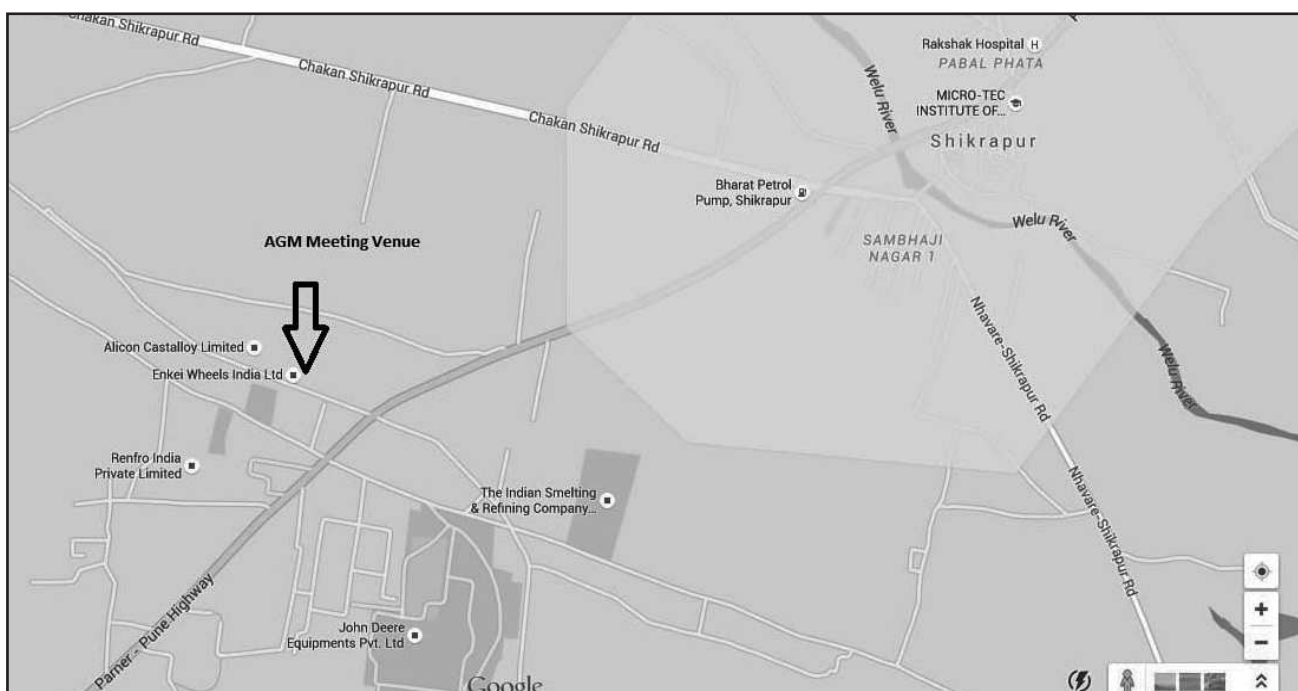 Chakan Shikrapur Rd
Chakan Shikrapur Rd
Chakan Shikrapur Rd
Welu River
Rakshak Hospital
H
PABAL PHATA
MICRO-TEC
INSTITUTE OF...
Shikrapur
Bharat Petrol
Pump, Shikrapur
Welu River
SAMBHAJI
NAGAR 1
AGM Meeting Venue
Nhavare-Shikrapur Rd
Welu River
Alicon Castalloy Limited
Enkei Wheels India Ltd
Renfro India
Private Limited
The Indian Smelting
& Refining Company...
Nhavare-Shikrapur Rd
Parner - Pune Highway
John Deere
Equipments Pvt. Ltd
Google
+
−